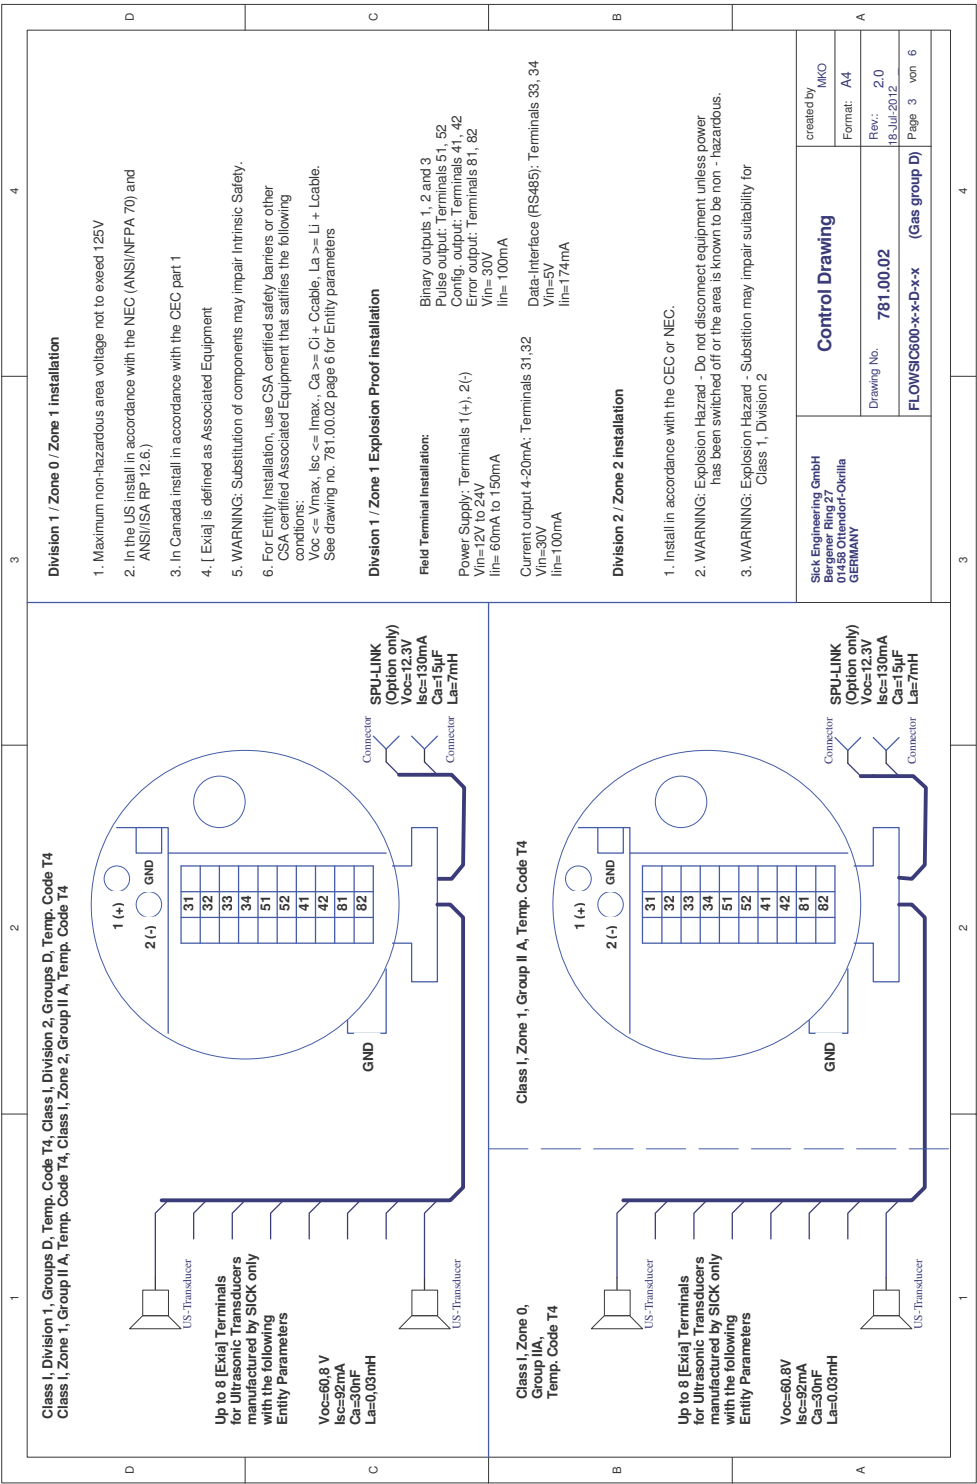 1
2
3
4
D
C
B
A
Class I, Division 1, Groups D, Temp. Code T4, Class I, Division 2, Groups D, Temp. Code T4
Class I, Zone 1, Group II A, Temp. Code T4, Class I, Zone 2, Group II A, Temp. Code T4
US-Transducer
Up to 8 [Exia] Terminals
for Ultrasonic Transducers
manufactured by SICK only
with the following
Entity Parameters
Voc=60,8 V
Isc=92mA
Ca=30nF
La=0,03mH
US-Transducer
1 (+)
2 (-)
GND
31
32
33
34
51
52
41
42
81
82
GND
Connector
Connector
SPU-LINK
(Option only)
Voc=12.3V
Isc=130mA
Ca=15µF
La=7mH
Class I, Zone 0,
Group IIA,
Temp. Code T4
Class I, Zone 1, Group II A, Temp. Code T4
US-Transducer
Up to 8 [Exia] Terminals
for Ultrasonic Transducers
manufactured by SICK only
with the following
Entity Parameters
Voc=60.8V
Isc=92mA
Ca=30nF
La=0.03mH
US-Transducer
1 (+)
2 (-)
GND
31
32
33
34
51
52
41
42
81
82
GND
Connector
Connector
SPU-LINK
(Option only)
Voc=12.3V
Isc=130mA
Ca=15µF
La=7mH
Division 1 / Zone 0 / Zone 1 installation
1. Maximum non-hazardous area voltage not to exeed 125V
2. In the US install in accordance with the NEC (ANSI/NFPA 70) and
ANSI/ISA RP 12.6.)
3. In Canada install in accordance with the CEC part 1
4. [ Exia] is defined as Associated Equipment
5. WARNING: Substitution of components may impair Intrinsic Safety.
6. For Entity Installation, use CSA certified safety barriers or other
CSA certified Associated Equipment that satifies the following
condtions:
Voc <= Vmax, Isc <= Imax., Ca >= Ci + Ccable, La >= Li + Lcable.
See drawing no. 781.00.02 page 6 for Entity parameters
Divsion 1 / Zone 1 Explosion Proof installation
Field Terminal Installation:
Power Supply: Terminals 1(+), 2(-)
Vin=12V to 24V
Iin= 60mA to 150mA
Current output 4-20mA: Terminals 31,32
Vin=30V
Iin=100mA
Binary outputs 1, 2 and 3
Pulse output: Terminals 51, 52
Config. output: Terminals 41, 42
Error output: Terminals 81, 82
Vin=30V
Iin=100mA
Data-Interface (RS485): Terminals 33, 34
Vin=5V
Iin=174mA
Division 2 / Zone 2 installation
1. Install in accordance with the CEC or NEC.
2. WARNING: Explosion Hazrad - Do not disconnect equipment unless power
has been switched off or the area is known to be non - hazardous.
3. WARNING: Explosion Hazard - Substition may impair suitability for
Class 1, Division 2
Sick Engineering GmbH
Bergener Ring 27
01458 Ottendorf-Okrilla
GERMANY
Control Drawing
Drawing No. 781.00.02
FLOWSIC600-x-x-D-x-x (Gas group D)
created by
MKO
Format: A4
Rev.: 2.0
18-Jul-2012
Page 3 von 6
1
2
3
4
D
C
B
A